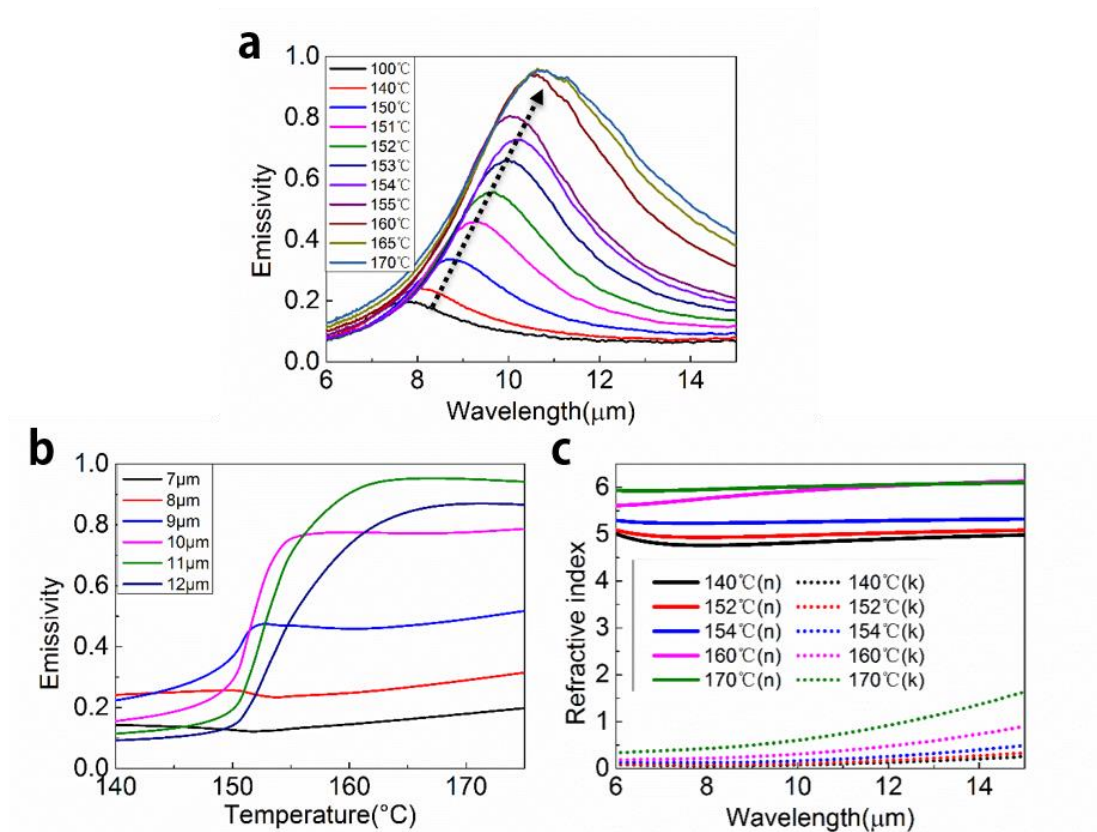 a
1.0
0.8
0.6
0.4
0.2
0.0
Emissivity
100℃
140℃
150℃
151℃
152℃
153℃
154℃
155℃
160℃
165℃
170℃
6 8 10 12 14
Wavelength(μm)
b
1.0
0.8
0.6
0.4
0.2
0.0
Emissivity
7μm
8μm
9μm
10μm
11μm
12μm
140 150 160 170
Temperature(°C)
c
6
5
4
3
2
1
0
Refractive index
140℃(n) 140℃(k)
152℃(n) 152℃(k)
154℃(n) 154℃(k)
160℃(n) 160℃(k)
170℃(n) 170℃(k)
6 8 10 12 14
Wavelength(μm)